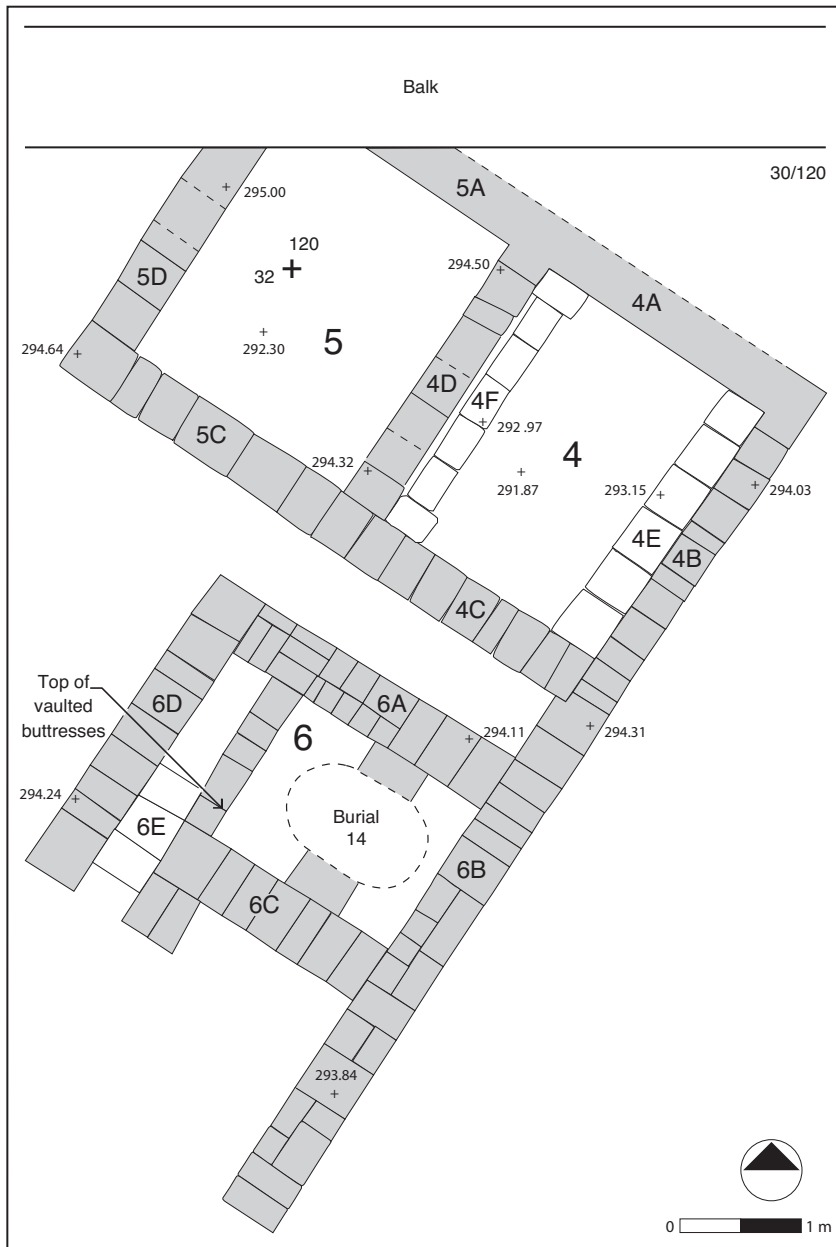 Balk
30/120
5A
295.00
120
32
294.50
5D
4A
292.30
5
294.64
4D
4F
292 .97
5C
294.32
4
291.87
293.15
294.03
4E
4B
4C
Top of
vaulted
buttresses
6D
6A
6
294.11
294.31
294.24
Burial
14
6E
6B
6C
293.84
0
1 m